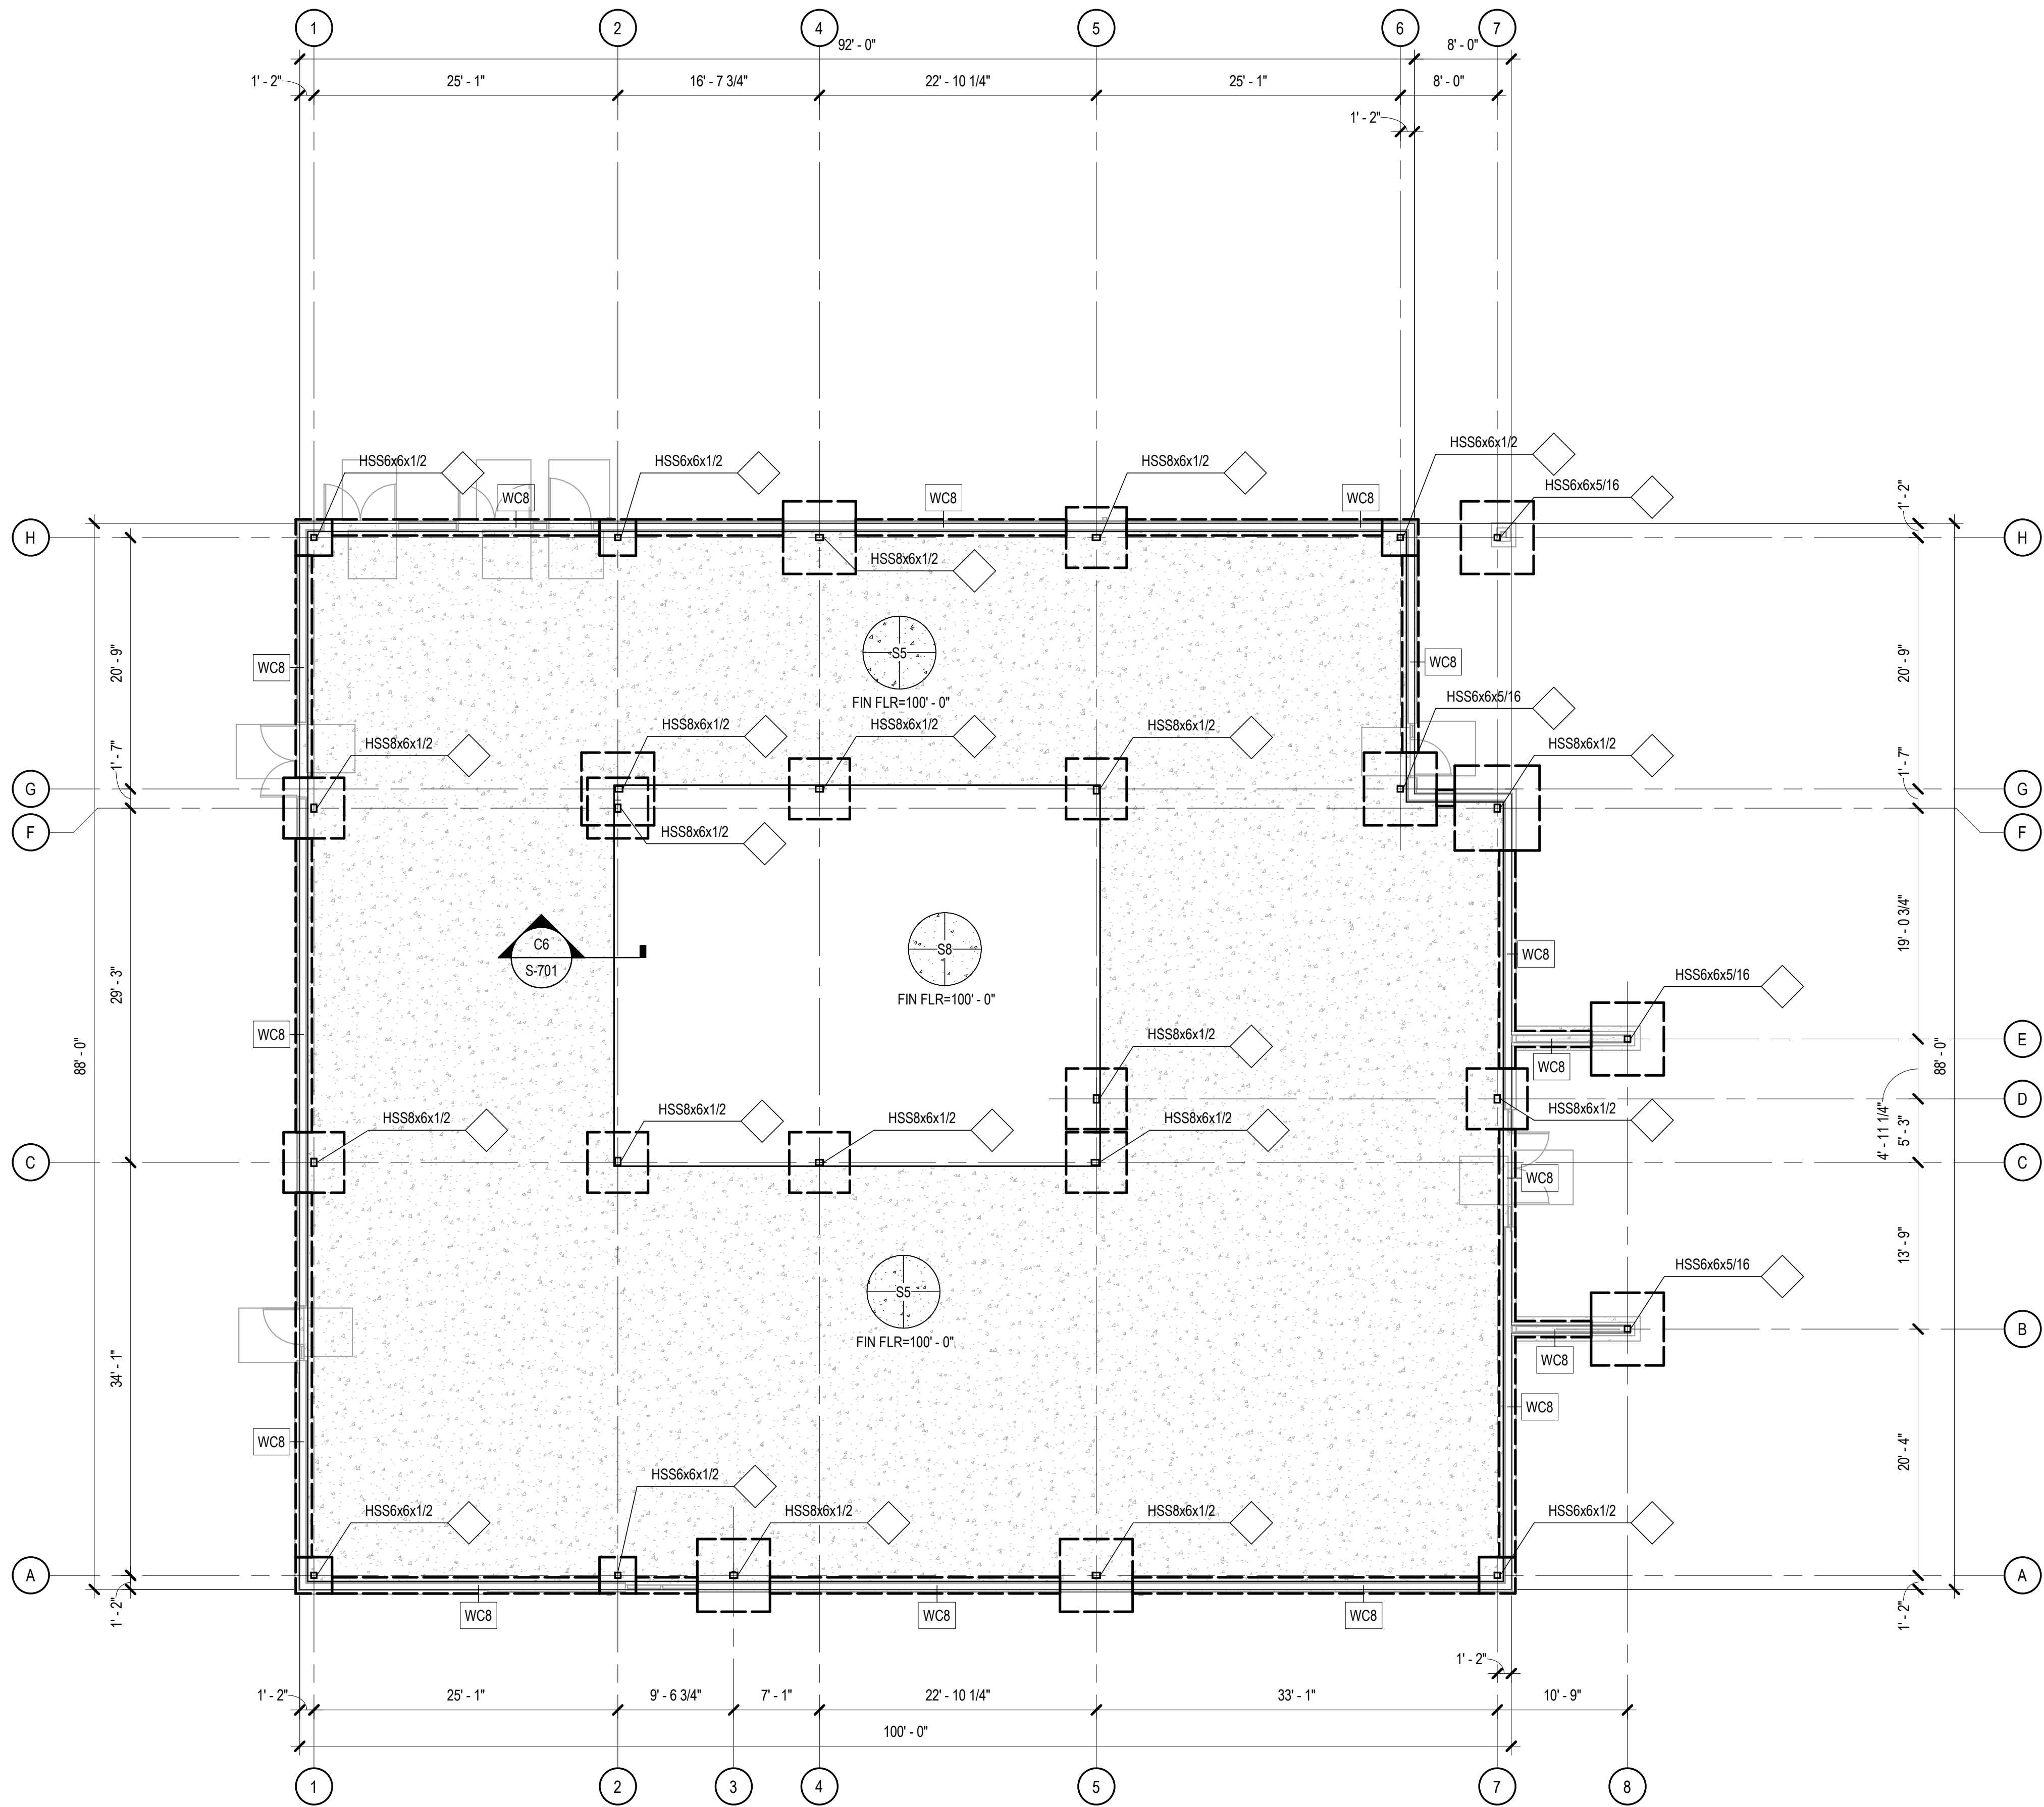 1
2
4
5
6
7
92' - 0"
8' - 0"
1' - 2"
25' - 1"
16' - 7 3/4"
22' - 10 1/4"
25' - 1"
8' - 0"
1' - 2"
HSS6x6x1/2
HSS6x6x1/2
HSS8x6x1/2
HSS6x6x1/2
HSS6x6x5/16
WC8
WC8
WC8
1' - 2"
H
H
HSS8x6x1/2
S5
FIN FLR=100' - 0"
20' - 9"
WC8
WC8
20' - 9"
HSS6x6x5/16
HSS8x6x1/2
HSS8x6x1/2
HSS8x6x1/2
HSS8x6x1/2
HSS8x6x1/2
1' - 7"
1' - 7"
G
G
F
F
HSS8x6x1/2
C6
S-701
S8
FIN FLR=100' - 0"
WC8
19' - 0 3/4"
29' - 3"
HSS6x6x5/16
WC8
HSS8x6x1/2
E
88' - 0"
88' - 0"
WC8
D
HSS8x6x1/2
HSS8x6x1/2
HSS8x6x1/2
HSS8x6x1/2
HSS8x6x1/2
4' - 11 1/4"
5' - 3"
C
C
WC8
13' - 9"
HSS6x6x5/16
S5
FIN FLR=100' - 0"
B
WC8
34' - 1"
WC8
WC8
20' - 4"
HSS6x6x1/2
HSS6x6x1/2
HSS8x6x1/2
HSS8x6x1/2
HSS6x6x1/2
A
A
1' - 2"
1' - 2"
WC8
WC8
WC8
1' - 2"
1' - 2"
25' - 1"
9' - 6 3/4"
7' - 1"
22' - 10 1/4"
33' - 1"
10' - 9"
100' - 0"
1
2
3
4
5
7
8